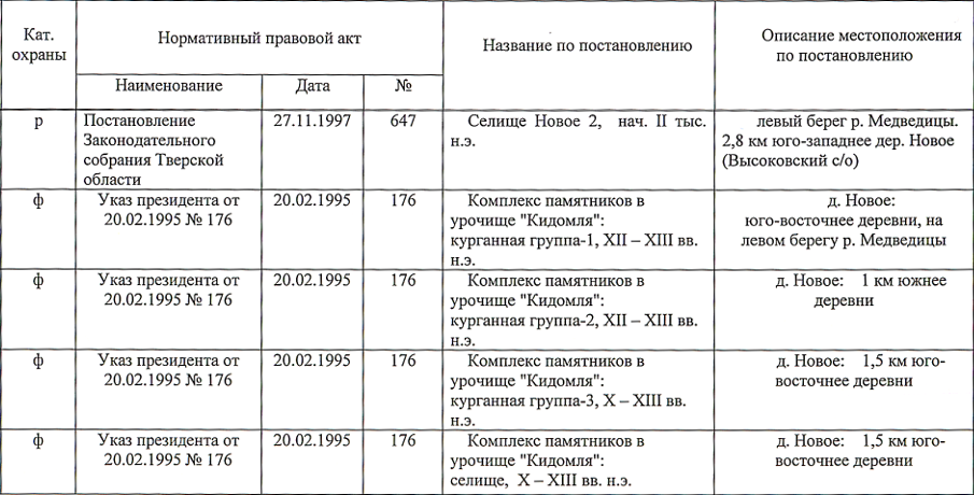 Кат. охраны
Нормативный правовой акт
Название по постановлению
Описание местоположения
по постановлению
Наименование
Дата
№
р
Постановление
Законодательного
собрания Тверской
области
27.11.1997
647
Селище Новое 2, нач. II тыс.
н.э.
левый берег р. Медведицы.
2,8 км юго-западнее дер. Новое
(Высоковский с/о)
ф
Указ президента от
20.02.1995 № 176
20.02.1995
176
Комплекс памятников в
урочище "Кидомля":
курганная группа-1, XII – XIII вв.
н.э.
д. Новое:
юго-восточнее деревни, на
левом берегу р. Медведицы
ф
Указ президента от
20.02.1995 № 176
20.02.1995
176
Комплекс памятников в
урочище "Кидомля":
курганная группа-2, XII – XIII вв.
н.э.
д. Новое: 1 км южнее
деревни
ф
Указ президента от
20.02.1995 № 176
20.02.1995
176
Комплекс памятников в
урочище "Кидомля":
курганная группа-3, X – XIII вв.
н.э.
д. Новое: 1,5 км юго-
восточнее деревни
ф
Указ президента от
20.02.1995 № 176
20.02.1995
176
Комплекс памятников в
урочище "Кидомля":
селище, X – XIII вв. н.э.
д. Новое: 1,5 км юго-
восточнее деревни